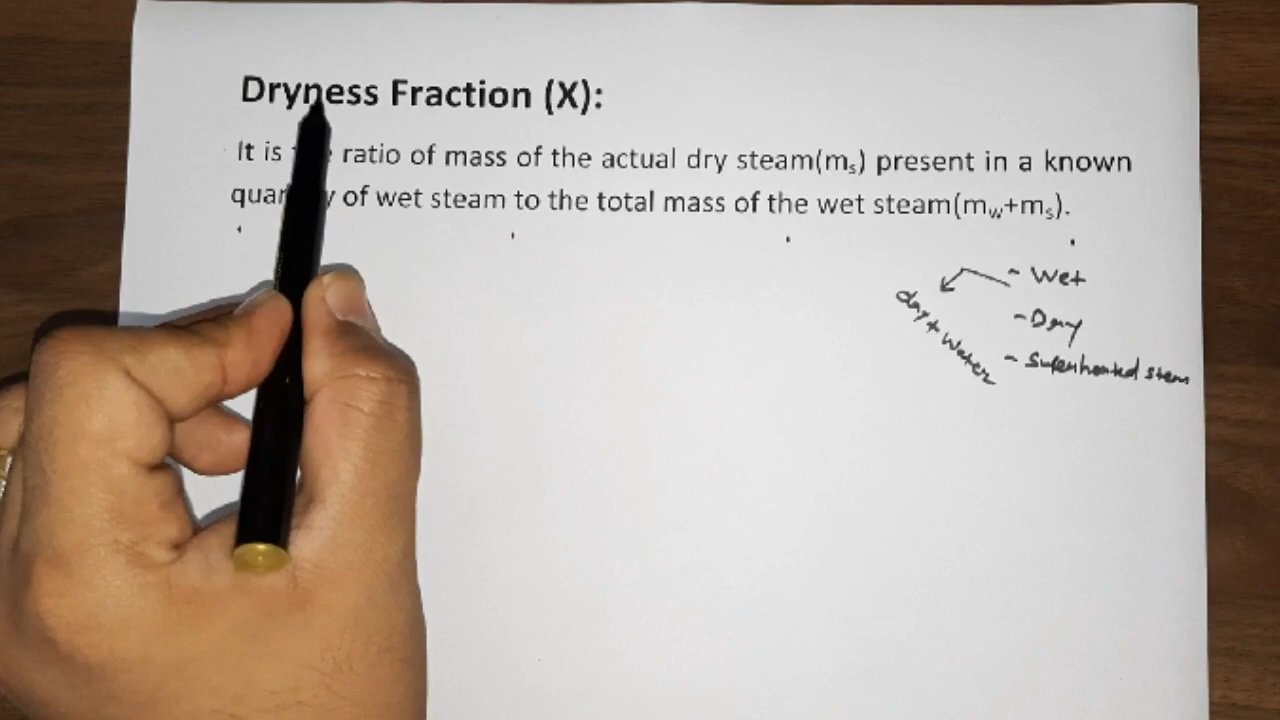 Dryness Fraction (X):
It is ratio of mass of the actual dry steam(ms) present in a known
of wet steam to the total mass of the wet steam(mw+ms).
- Wet
- Dry
- Superheated steam
dry + Water